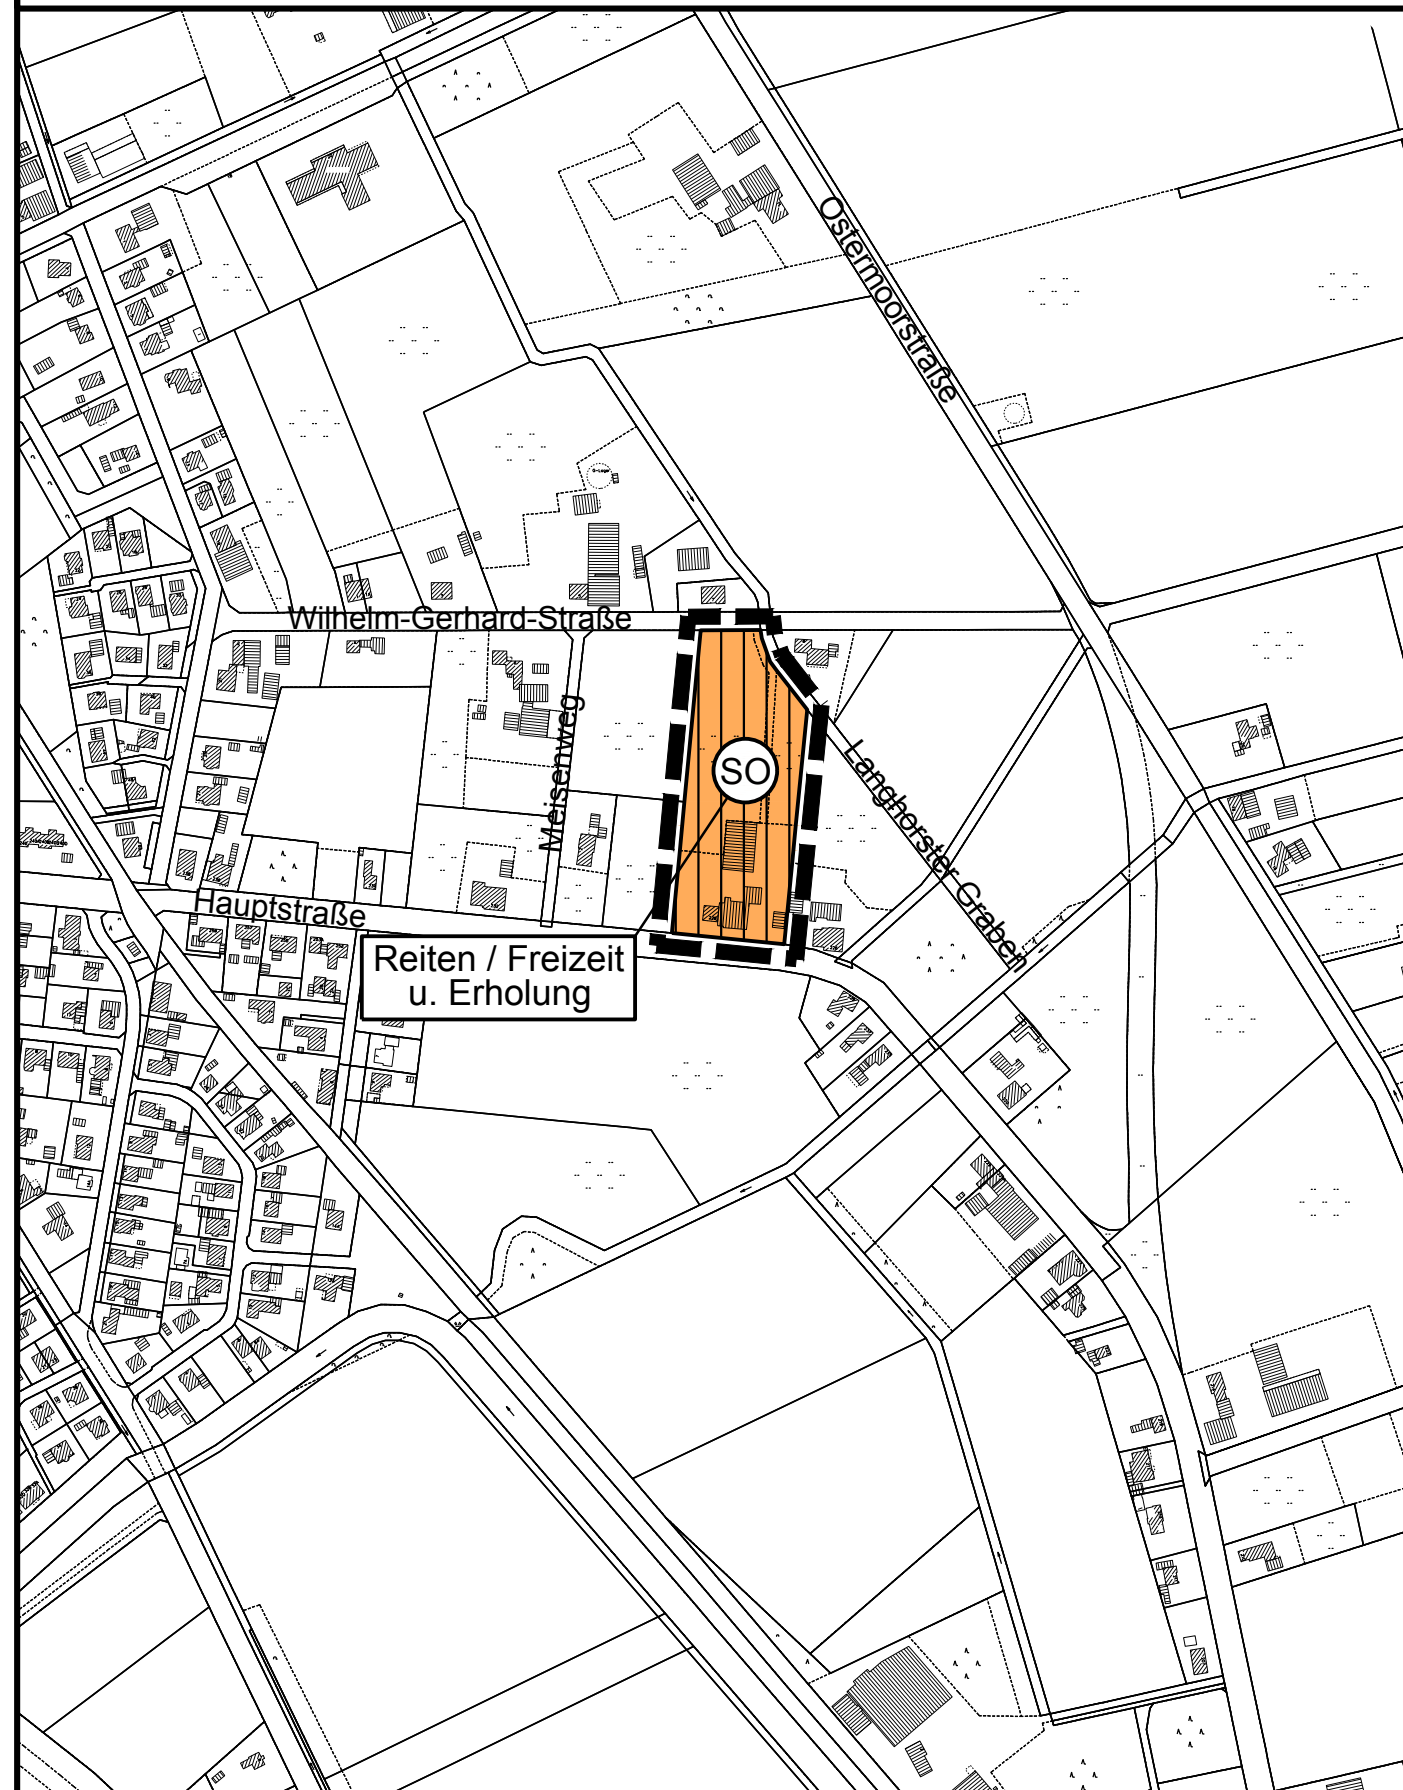 Ostermoorstraße
Wilhelm-Gerhard-Straße
Meisenweg
SO
Langhorster Graben
Hauptstraße
Reiten / Freizeit
u. Erholung